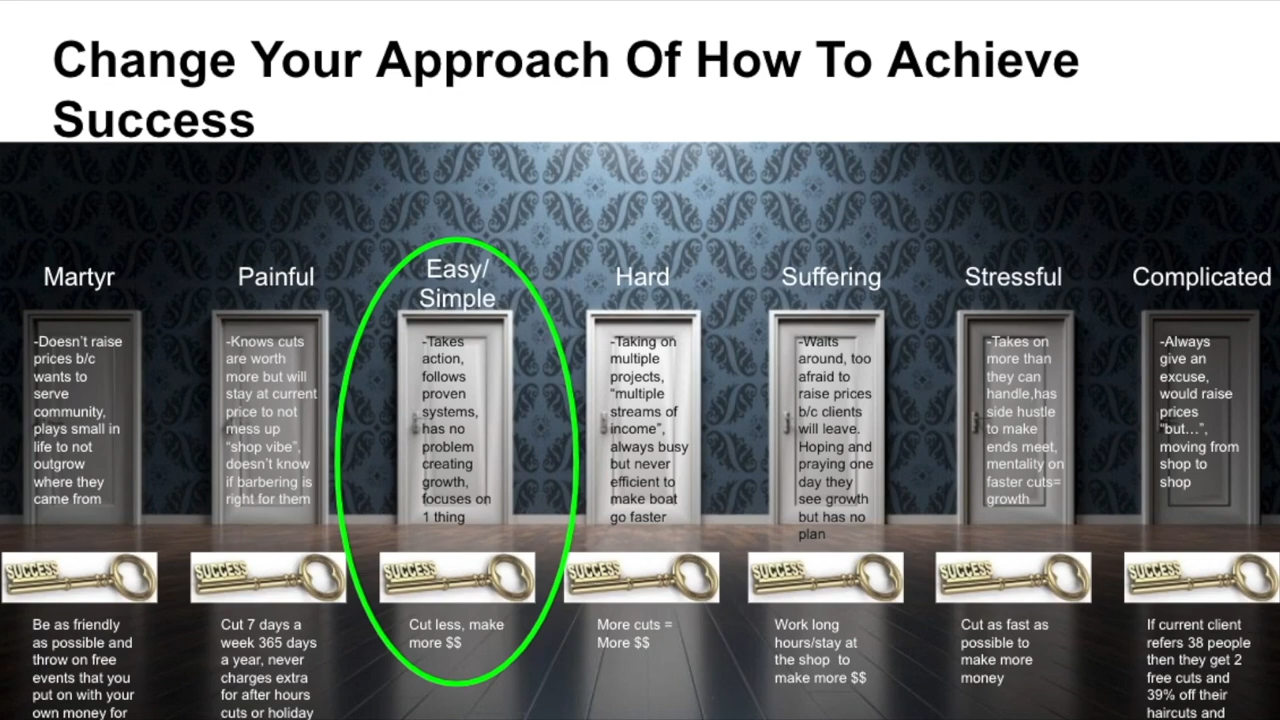 Change Your Approach Of How To Achieve
Success
Martyr
-Doesn't raise
prices b/c
wants to
serve
community,
plays small in
life to not
outgrow
where they
came from
SUCCESS
Be as friendly
as possible and
throw on free
events that you
put on with your
own money for
Painful
-Knows cuts
are worth
more but will
stay at current
price to not
mess up
“shop vibe”,
doesn't know
if barbering is
right for them
SUCCESS
Cut 7 days a
week 365 days
a year, never
charges extra
for after hours
cuts or holiday
Easy/
Simple
-Takes
action,
follows
proven
systems,
has no
problem
creating
growth,
focuses on
1 thing
SUCCESS
Cut less, make
more $$
Hard
-Taking on
multiple
projects,
“multiple
streams of
income”,
always busy
but never
efficient to
make boat
go faster
SUCCESS
More cuts =
More $$
Suffering
-Waits
around, too
afraid to
raise prices
b/c clients
will leave.
Hoping and
praying one
day they
see growth
but has no
plan
SUCCESS
Work long
hours/stay at
the shop to
make more $$
Stressful
-Takes on
more than
they can
handle,has
side hustle
to make
ends meet,
mentality on
faster cuts=
growth
SUCCESS
Cut as fast as
possible to
make more
money
Complicated
-Always
give an
excuse,
would raise
prices
“but...”,
moving from
shop to
shop
SUCCESS
If current client
refers 38 people
then they get 2
free cuts and
39% off their
haircuts and